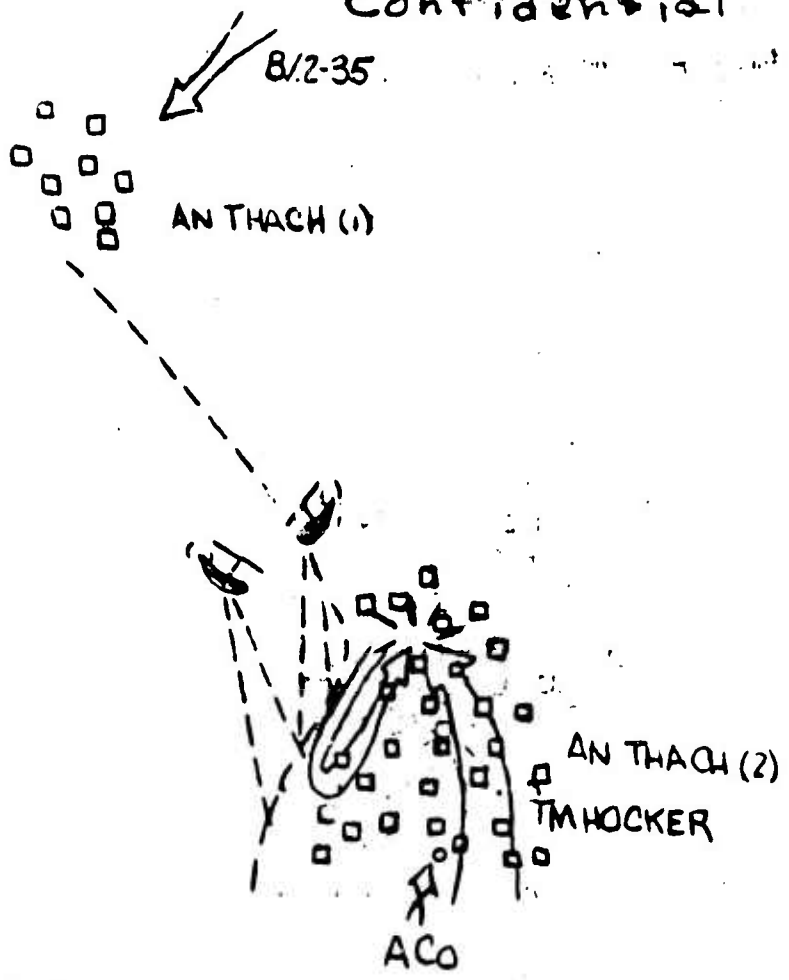 Confidential
B/2-35
AN THACH (1)
AN THACH (2)
TM HOCKER
A Co